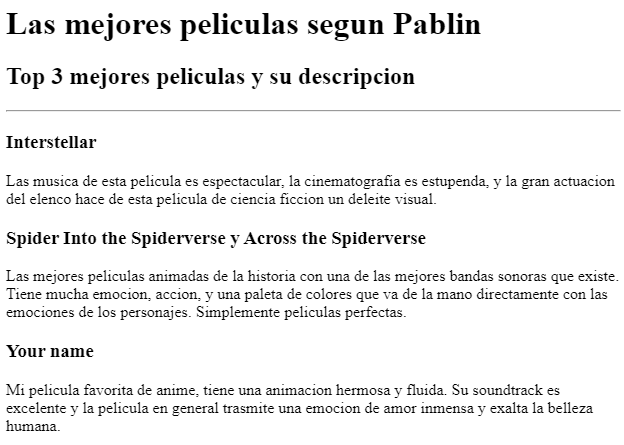 Las mejores peliculas segun Pablin
Top 3 mejores peliculas y su descripcion
Interstellar
Las musica de esta pelicula es espectacular, la cinematografia es estupenda, y la gran actuacion
del elenco hace de esta pelicula de ciencia ficcion un deleite visual.
Spider Into the Spiderverse y Across the Spiderverse
Las mejores peliculas animadas de la historia con una de las mejores bandas sonoras que existe.
Tiene mucha emocion, accion, y una paleta de colores que va de la mano directamente con las
emociones de los personajes. Simplemente peliculas perfectas.
Your name
Mi pelicula favorita de anime, tiene una animacion hermosa y fluida. Su soundtrack es
excelente y la pelicula en general trasmite una emocion de amor inmensa y exalta la belleza
humana.